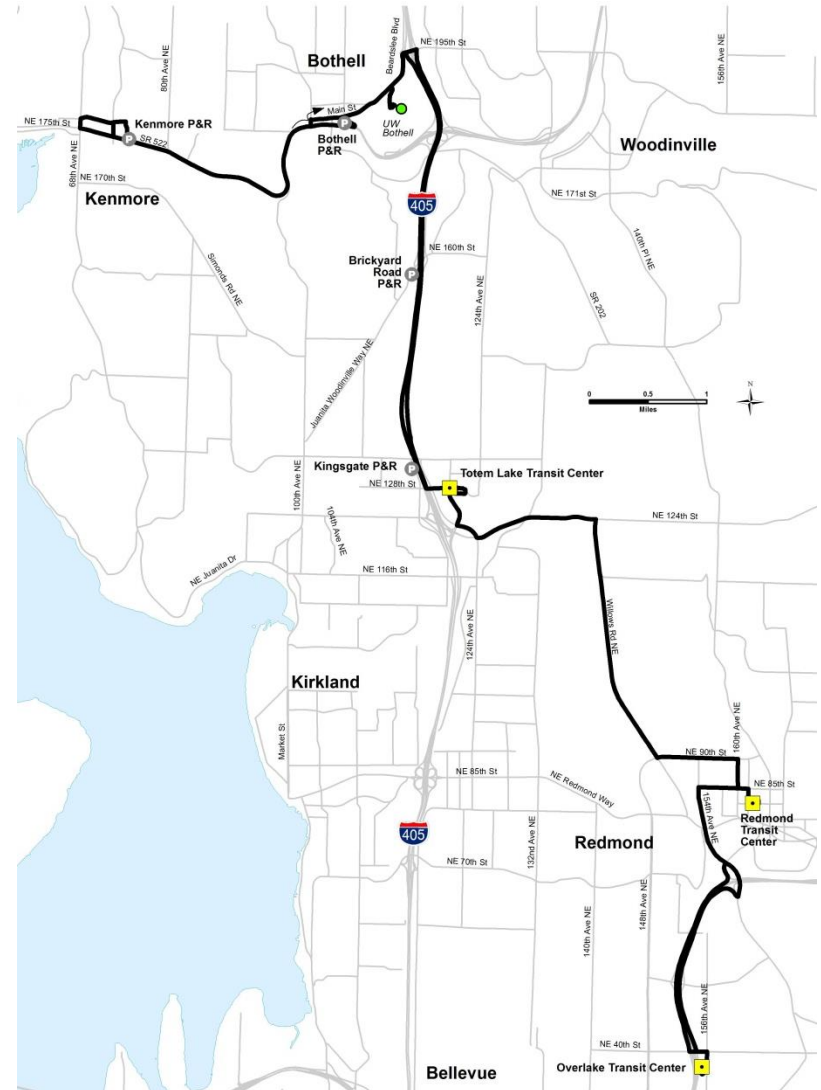 NE 195th St
Beardslee Blvd
Bothell
80th Ave NE
156th Ave NE
Main St
NE 175th St
Kenmore P&R
SR 522
P
P
UW
Bothell
Bothell
P&R
Woodinville
68th Ave NE
NE 170th St
Kenmore
NE 171st St
405
140th Pl NE
Simonds Rd NE
NE 160th St
Brickyard
Road
P&R
P
124th Ave NE
SR 202
Juanita Woodinville Way NE
0
0.5
1
Miles
N
Kingsgate P&R
P
Totem Lake Transit Center
NE 128th St
100th Ave NE
104th Ave NE
NE 124th St
NE Juanita Dr
NE 116th St
Willows Rd NE
124th Ave NE
Kirkland
Market St
160th Ave NE
NE 90th St
NE 85th St
NE 85th St
NE Redmond Way
154th Ave NE
Redmond
Transit
Center
405
132nd Ave NE
Redmond
NE 70th St
140th Ave NE
148th Ave NE
156th Ave NE
NE 40th St
Overlake Transit Center
Bellevue